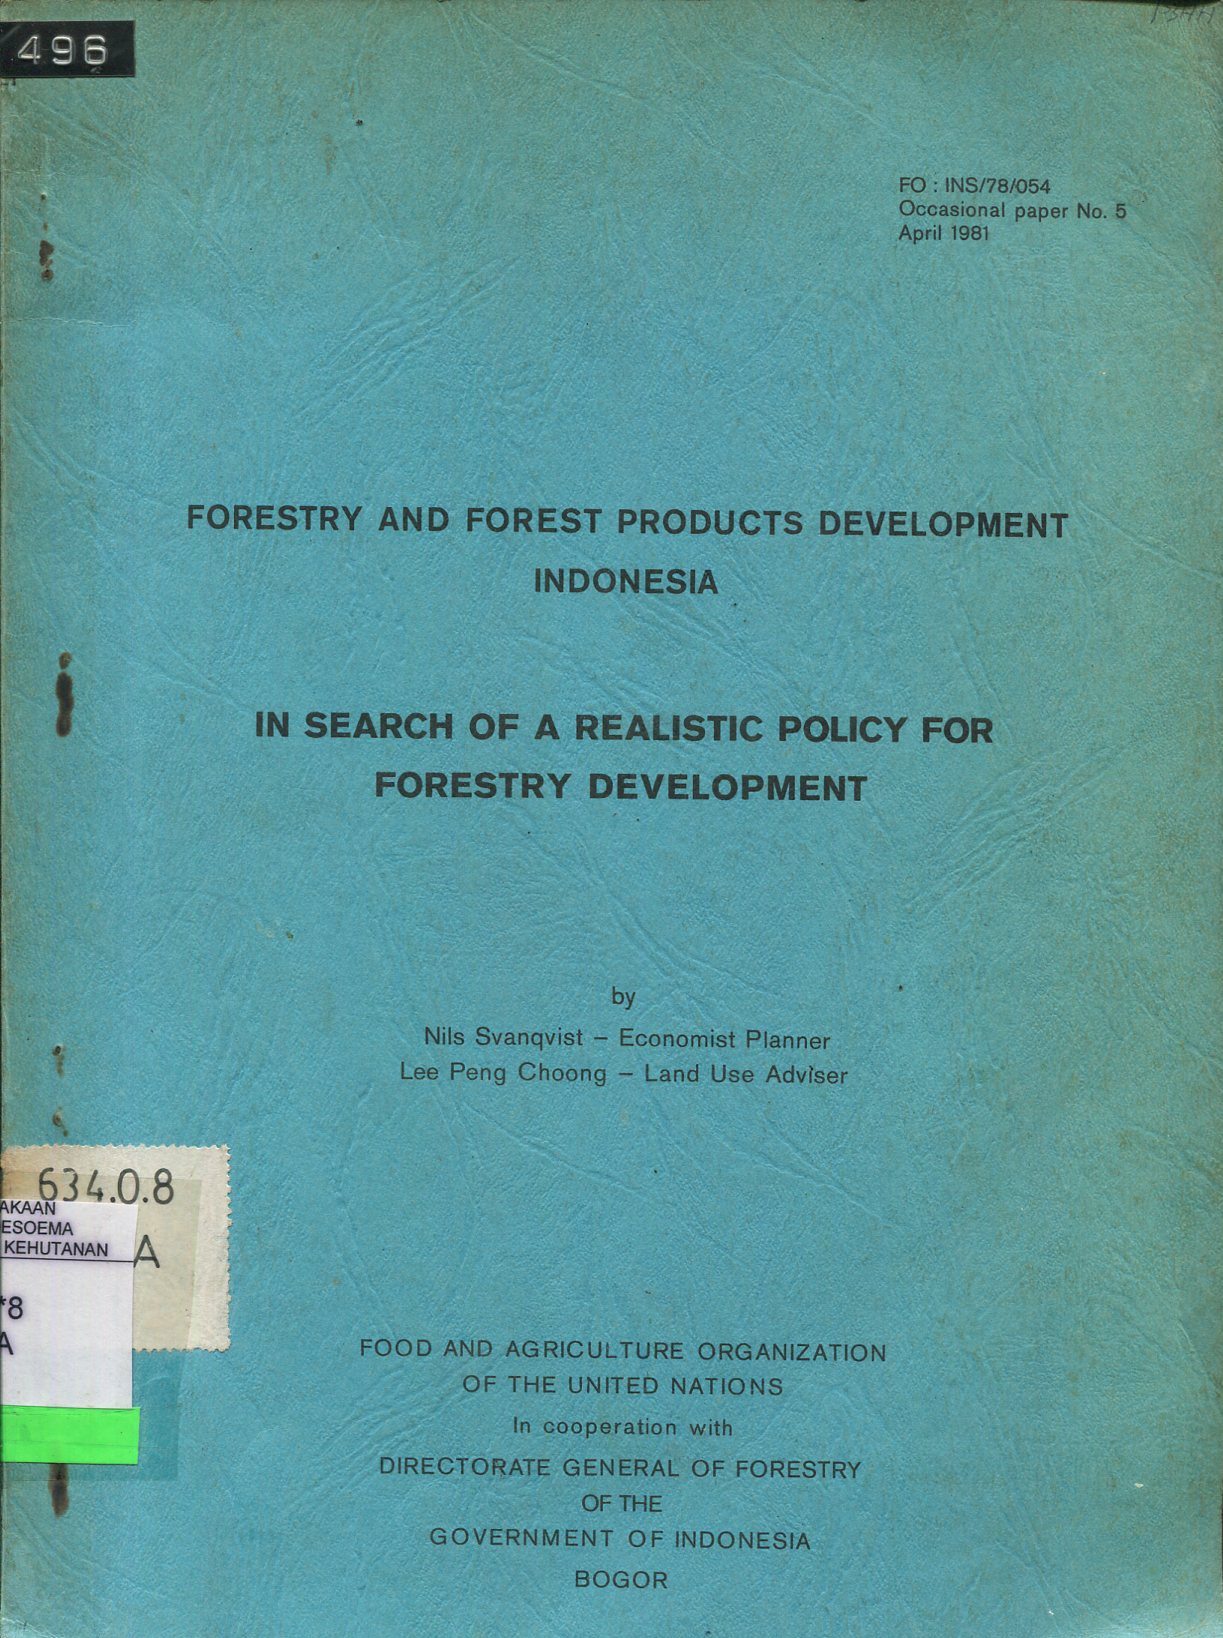 496
FO : INS/78/054
Occasional paper No. 5
April 1981
FORESTRY AND FOREST PRODUCTS DEVELOPMENT
INDONESIA
IN SEARCH OF A REALISTIC POLICY FOR
FORESTRY DEVELOPMENT
by
Nils Svanqvist – Economist Planner
Lee Peng Choong – Land Use Adviser
634.0.8
AKAAN
ESOEMA
KEHUTANAN
A
*8
A
FOOD AND AGRICULTURE ORGANIZATION
OF THE UNITED NATIONS
In cooperation with
DIRECTORATE GENERAL OF FORESTRY
OF THE
GOVERNMENT OF INDONESIA
BOGOR